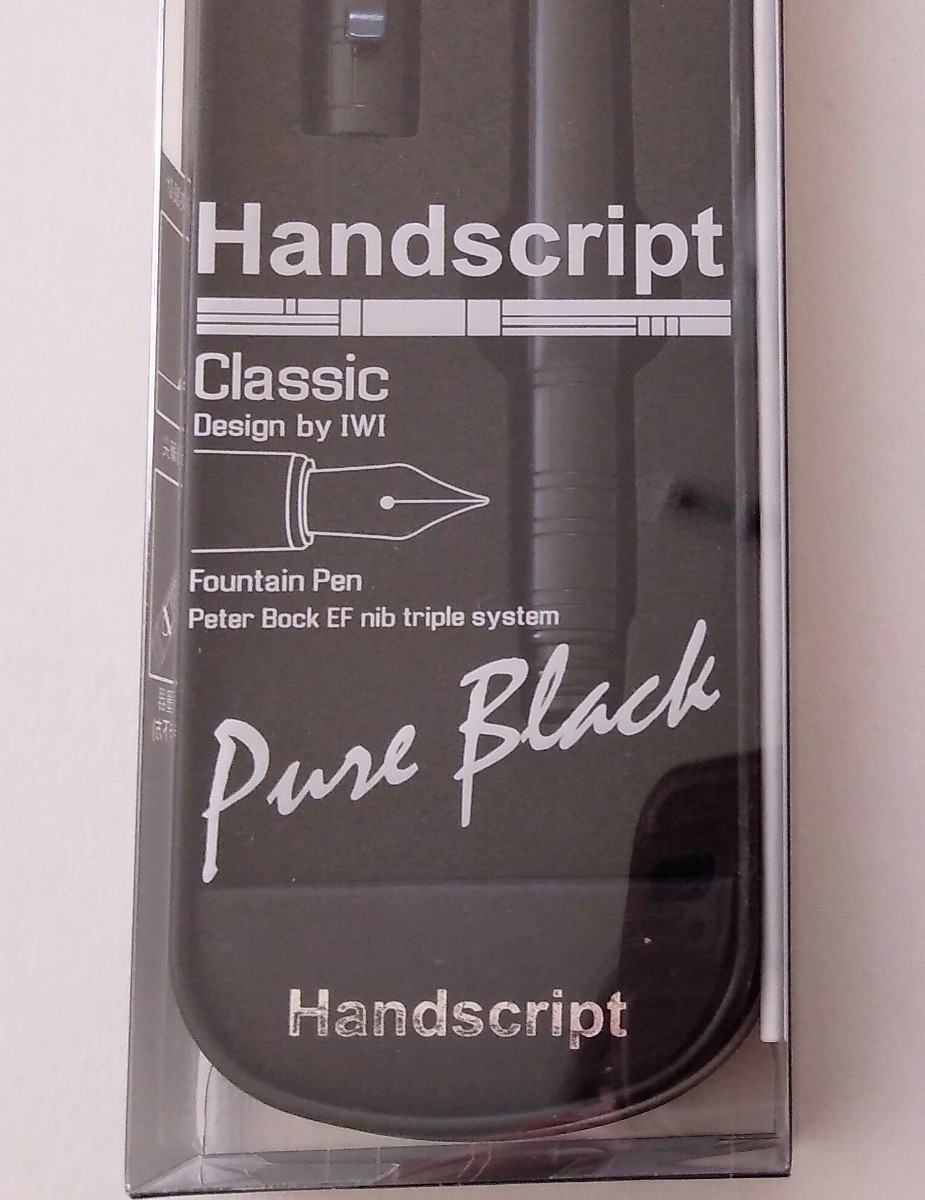 Handscript
Classic
Design by IWI
Fountain Pen
Peter Bock EF nib triple system
Pure Black
Handscript